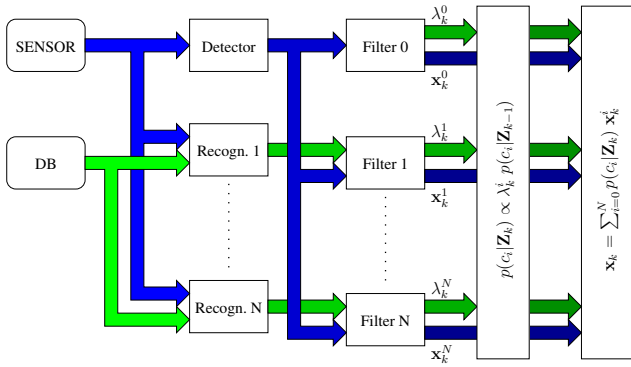 SENSOR
Detector
Filter 0
λ_k^0
x_k^0
DB
Recogn. 1
Filter 1
λ_k^1
x_k^1
Recogn. N
Filter N
λ_k^N
x_k^N
p(c_i|Z_k) ∝ λ_k^i p(c_i|Z_{k−1})
x_k = ∑_{i=0}^N p(c_i|Z_k) x_k^i